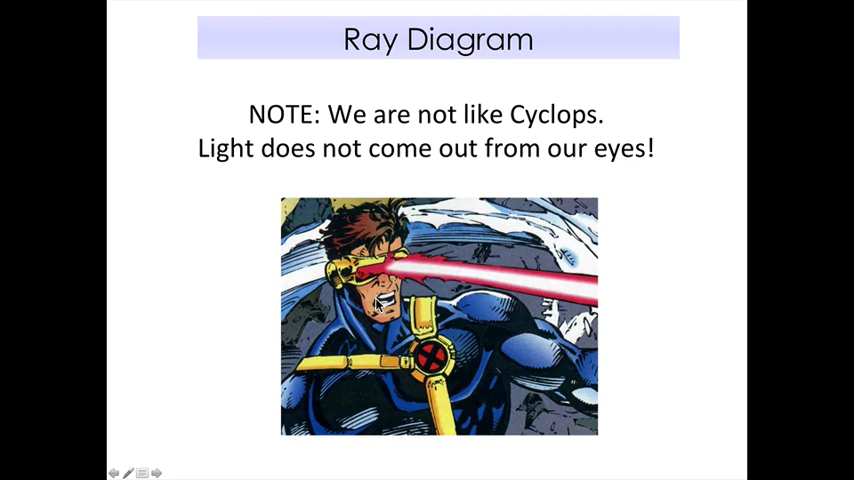 Ray Diagram
NOTE: We are not like Cyclops.
Light does not come out from our eyes!